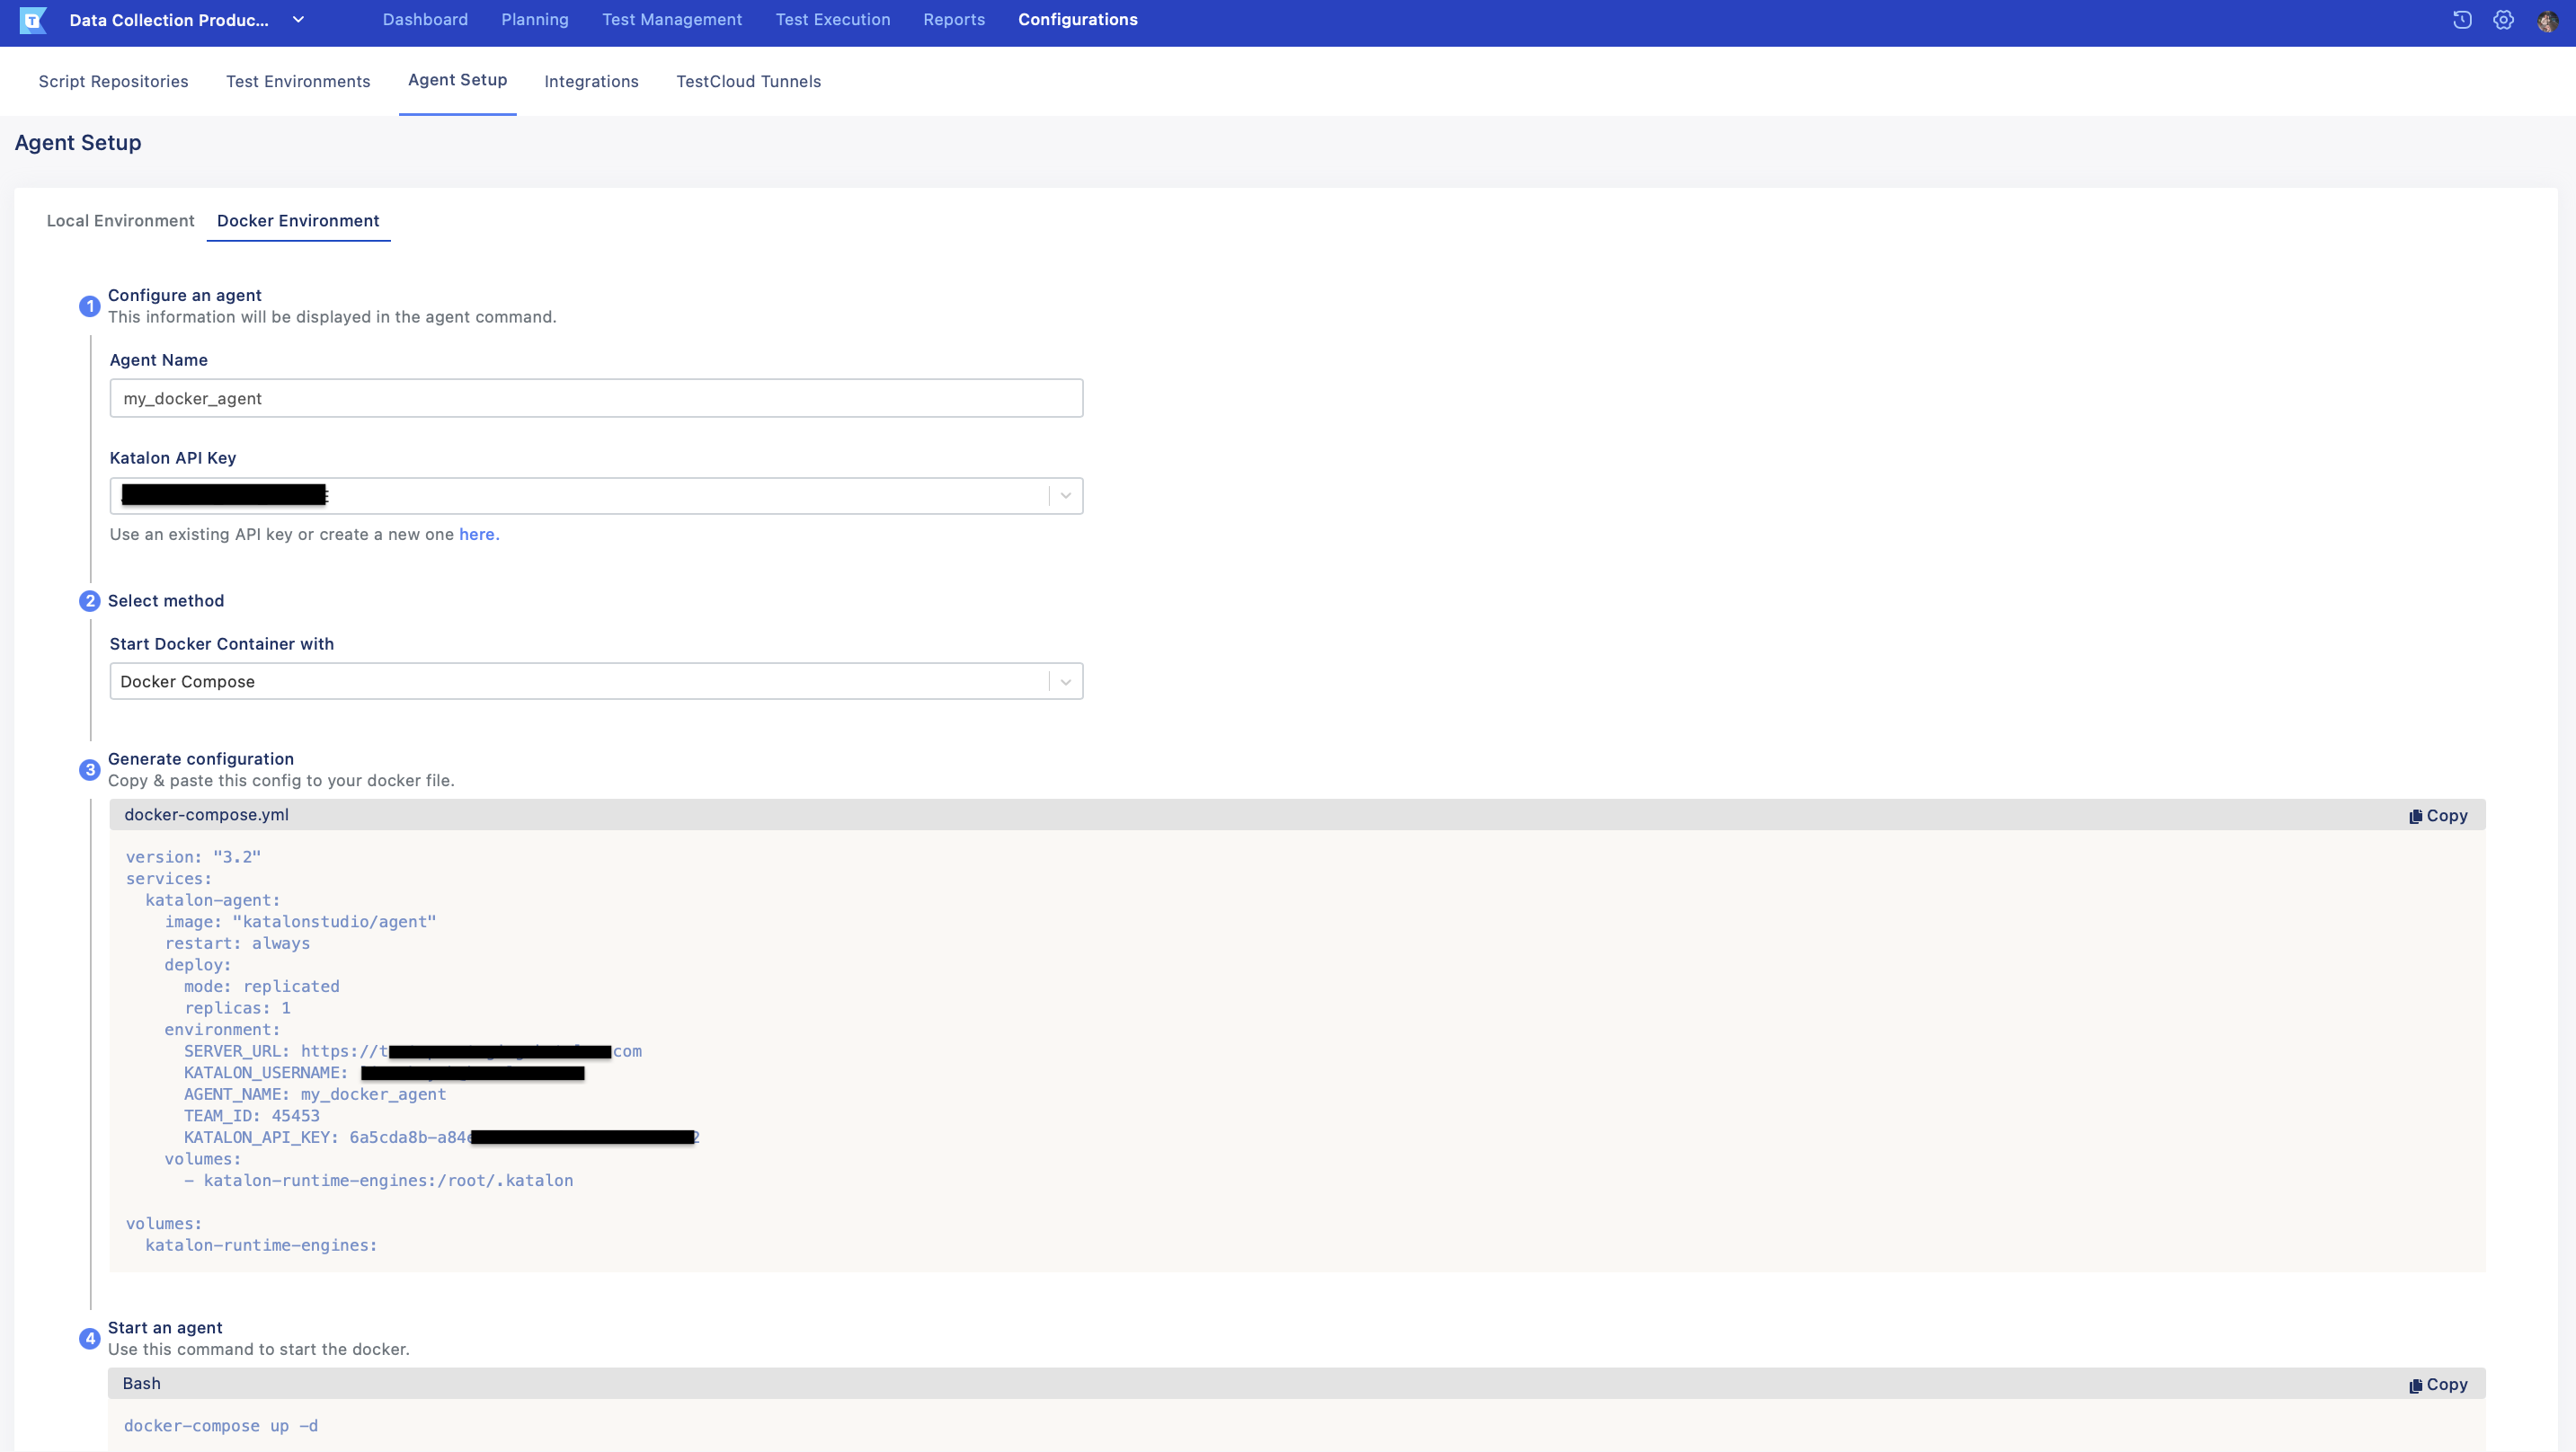 Data Collection Produc...
Dashboard Planning Test Management Test Execution Reports Configurations
Script Repositories Test Environments Agent Setup Integrations TestCloud Tunnels
Agent Setup
Local Environment Docker Environment
1 Configure an agent
This information will be displayed in the agent command.
Agent Name
my_docker_agent
Katalon API Key
Use an existing API key or create a new one here.
2 Select method
Start Docker Container with
Docker Compose
3 Generate configuration
Copy & paste this config to your docker file.
docker-compose.yml Copy
version: "3.2"
services:
katalon-agent:
image: "katalonstudio/agent"
restart: always
deploy:
mode: replicated
replicas: 1
environment:
SERVER_URL: https://t com
KATALON_USERNAME:
AGENT_NAME: my_docker_agent
TEAM_ID: 45453
KATALON_API_KEY: 6a5cda8b-a84e 2
volumes:
- katalon-runtime-engines:/root/.katalon
volumes:
katalon-runtime-engines:
4 Start an agent
Use this command to start the docker.
Bash Copy
docker-compose up -d